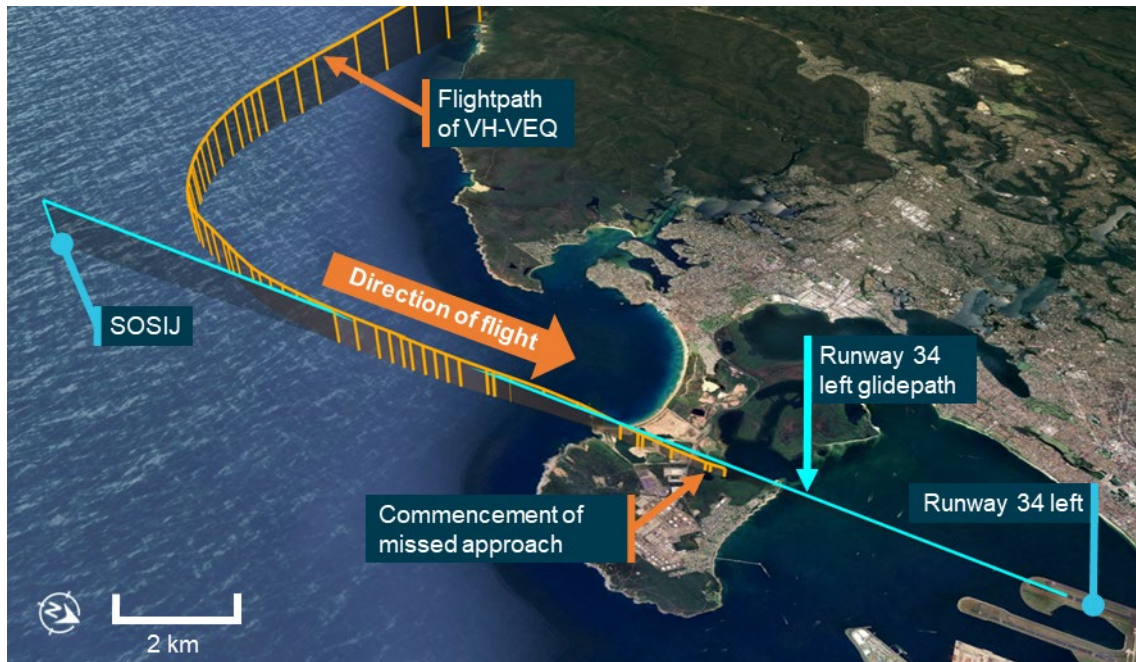 Flightpath
of VH-VEQ
Direction of flight
SOSIJ
Runway 34
left glidepath
Commencement of
missed approach
Runway 34 left
N
2 km